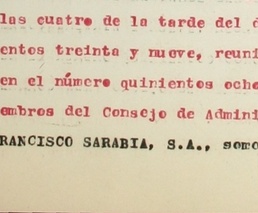 las cuatro de la tarde del d
entos treinta y nueve, reuni
en el número quinientos oche
embros del Consejo de Admini
RANCISCO SARABIA, S.A., somo